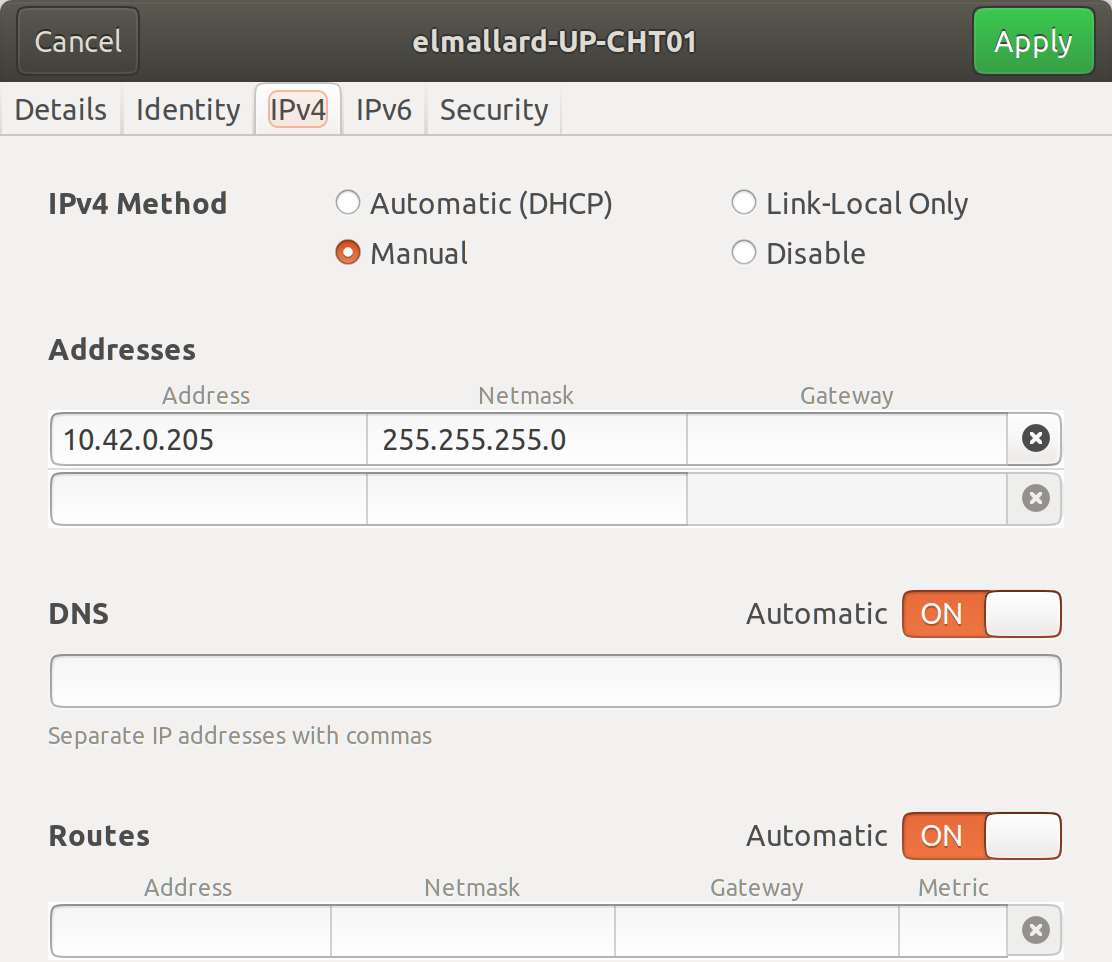 Cancel elmallard-UP-CHT01 Apply
Details Identity IPv4 IPv6 Security
IPv4 Method Automatic (DHCP) Link-Local Only
Manual Disable
Addresses
Address Netmask Gateway
10.42.0.205 255.255.255.0
DNS Automatic ON
Separate IP addresses with commas
Routes Automatic ON
Address Netmask Gateway Metric